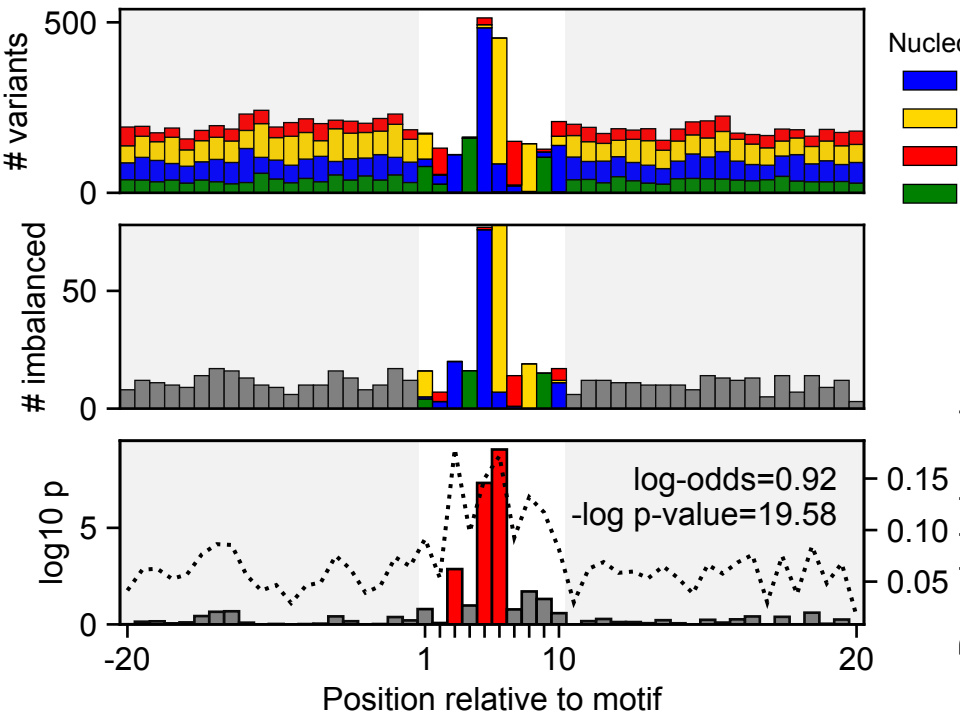 500
0
# variants
Nucleo
50
0
# imbalanced
log-odds=0.92
-log p-value=19.58
5
0
log10 p
0.15
0.10
0.05
-20
1
10
20
Position relative to motif